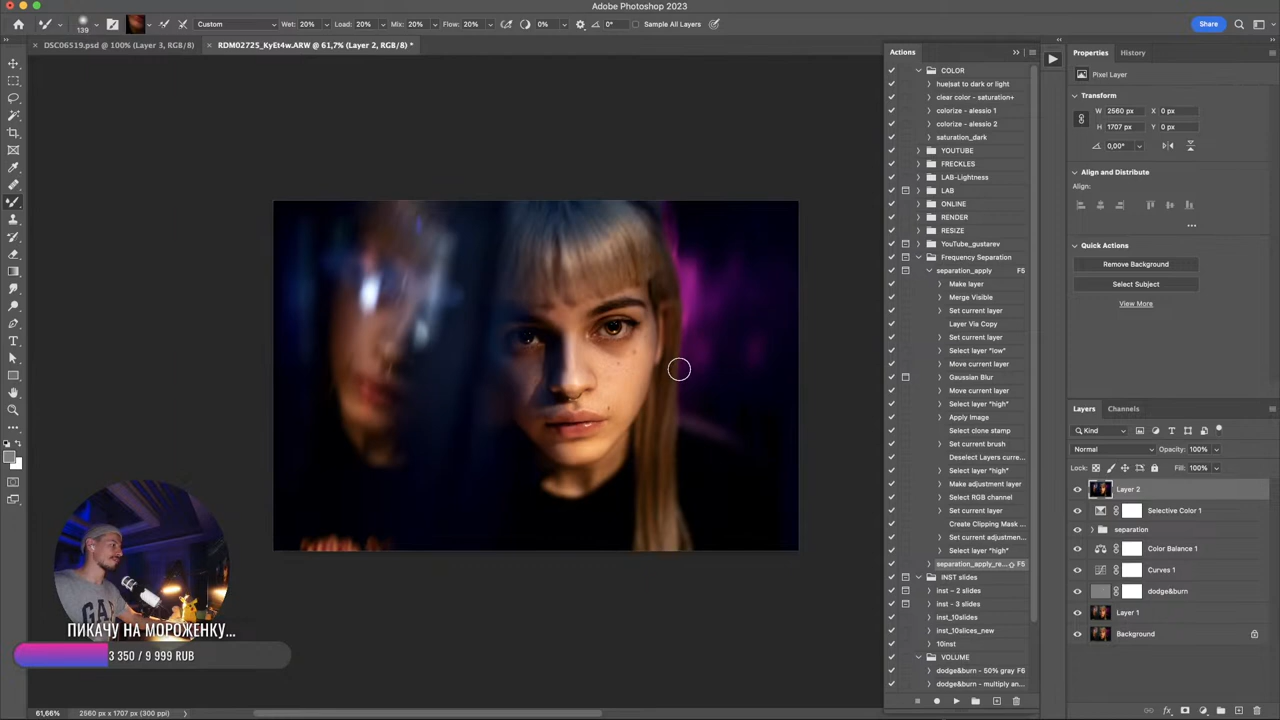 Adobe Photoshop 2023
139
Custom
Wet: 20%
Load: 20%
Mix: 20%
Flow: 20%
0%
0°
Sample All Layers
Share
DSC06519.psd @ 100% (Layer 3, RGB/8)
RDM02725_KyEt4w.ARW @ 61,7% (Layer 2, RGB/8) *
Actions
COLOR
hue|sat to dark or light
clear color - saturation+
colorize - alessio 1
colorize - alessio 2
saturation_dark
YOUTUBE
FRECKLES
LAB-Lightness
LAB
ONLINE
RENDER
RESIZE
YouTube_gustarev
Frequency Separation
separation_apply F5
Make layer
Merge Visible
Set current layer
Layer Via Copy
Set current layer
Select layer "low"
Move current layer
Gaussian Blur
Move current layer
Select layer "high"
Apply Image
Select clone stamp
Set current brush
Deselect Layers curre...
Select layer "high"
Make adjustment layer
Select RGB channel
Set current layer
Create Clipping Mask ...
Set current adjustmen...
Select layer "high"
separation_apply_re... F5
INST slides
inst - 2 slides
inst - 3 slides
inst_10slides
inst_10slices_new
10inst
VOLUME
dodge&burn - 50% gray F6
dodge&burn - multiply an...
Properties
History
Pixel Layer
Transform
W 2560 px
X 0 px
H 1707 px
Y 0 px
0,00°
Align and Distribute
Align:
Quick Actions
Remove Background
Select Subject
View More
Layers
Channels
Kind
Normal
Opacity: 100%
Lock:
Fill: 100%
Layer 2
Selective Color 1
separation
Color Balance 1
Curves 1
dodge&burn
Layer 1
Background
GAP
ПИКАЧУ НА МОРОЖЕНКУ...
3 350 / 9 999 RUB
61,66%
2560 px x 1707 px (300 ppi)